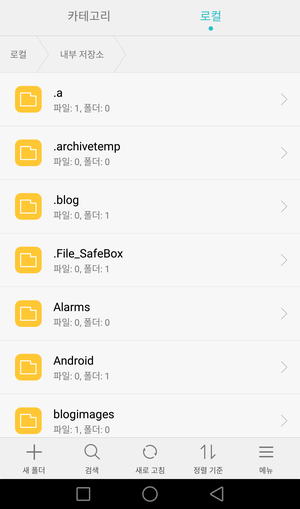 카테고리
로컬
로컬
내부 저장소
.a
파일: 1, 폴더: 0
.archivetemp
파일: 0, 폴더: 0
.blog
파일: 0, 폴더: 1
.File_SafeBox
파일: 0, 폴더: 1
Alarms
파일: 0, 폴더: 0
Android
파일: 0, 폴더: 1
blogimages
파일: 0, 폴더: 0
새 폴더
검색
새로 고침
정렬 기준
메뉴